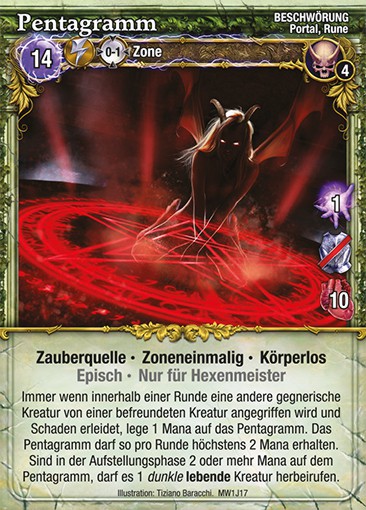 Pentagramm
BESCHWÖRUNG
Portal, Rune
14
0-1 Zone
4
1
10
Zauberquelle • Zoneneinmalig • Körperlos
Episch • Nur für Hexenmeister
Immer wenn innerhalb einer Runde eine andere gegnerische
Kreatur von einer befreundeten Kreatur angegriffen wird und
Schaden erleidet, lege 1 Mana auf das Pentagramm. Das
Pentagramm darf so pro Runde höchstens 2 Mana erhalten.
Sind in der Aufstellungsphase 2 oder mehr Mana auf dem
Pentagramm, darf es 1 dunkle lebende Kreatur herbeirufen.
Illustration: Tiziano Baracchi. MW1J17